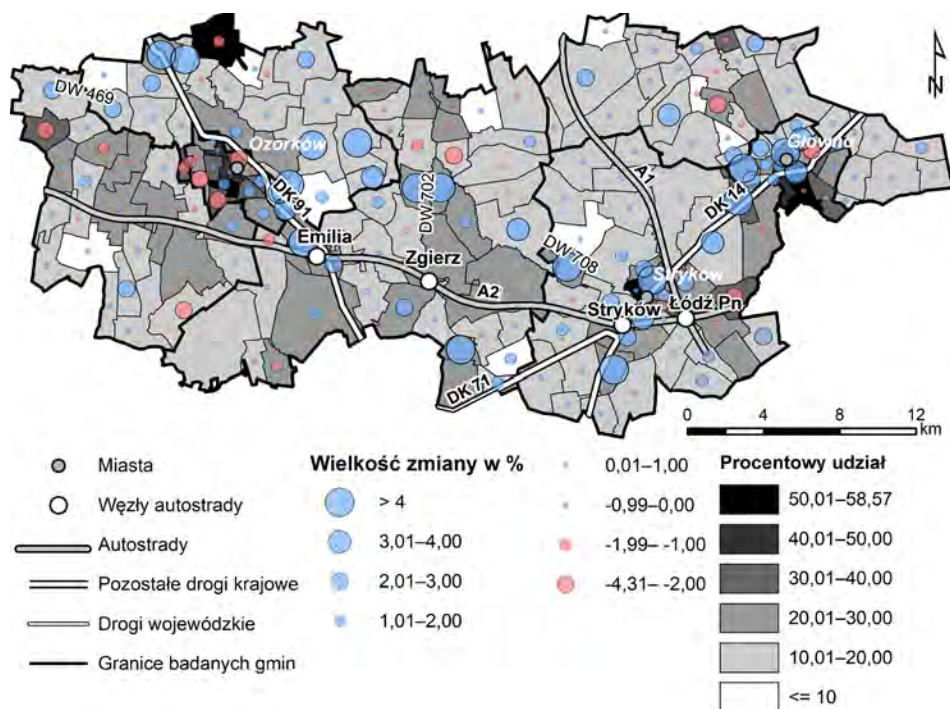 DW 469
Ozorków
DK 91
DW 702
A1
Głowno
DK 14
Emilia
Zgierz
DW 708
Stryków
A2
Stryków
Łódź Pn
DK 71
0 4 8 12
km
Miasta
Węzły autostrady
Autostrady
Pozostałe drogi krajowe
Drogi wojewódzkie
Granice badanych gmin
Wielkość zmiany w %
> 4
3,01–4,00
2,01–3,00
1,01–2,00
0,01–1,00
-0,99–0,00
-1,99– -1,00
-4,31– -2,00
Procentowy udział
50,01–58,57
40,01–50,00
30,01–40,00
20,01–30,00
10,01–20,00
<= 10